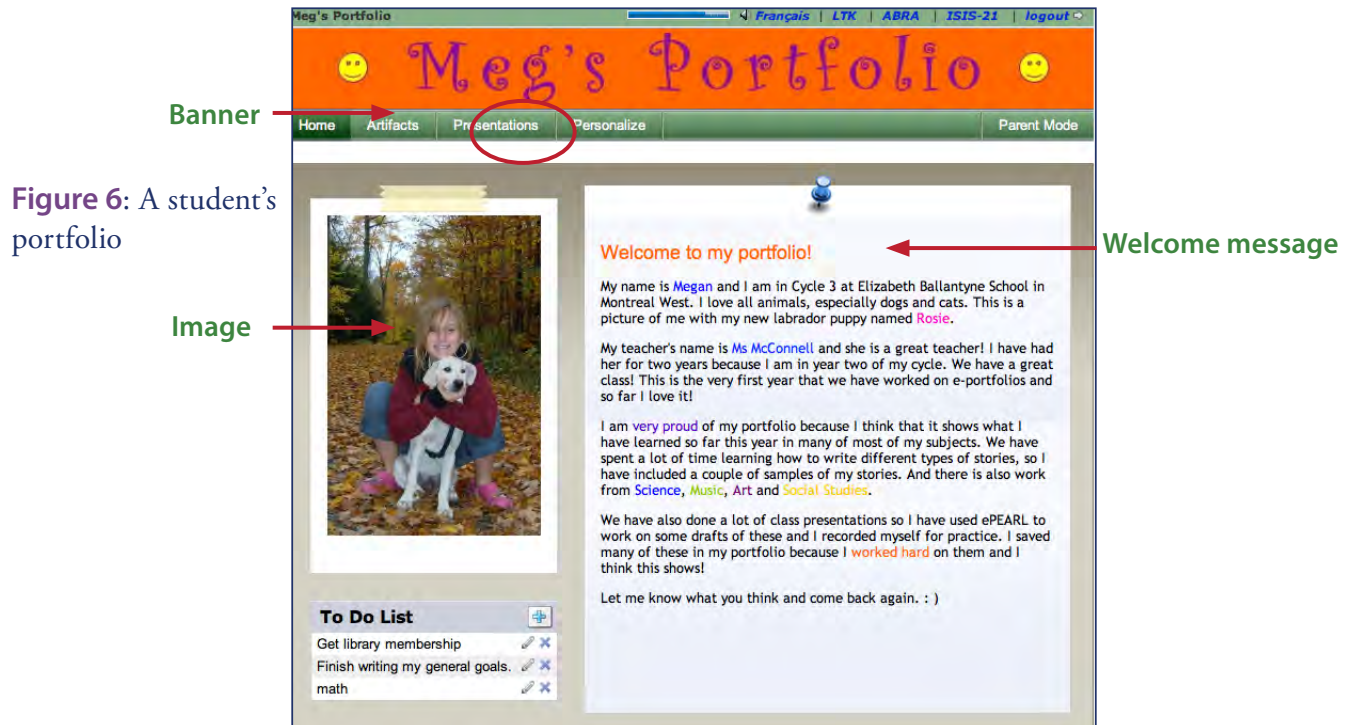 Meg's Portfolio
Français | LTK | ABRA | ISIS-21 | logout
Meg's Portfolio
Banner
Home Artifacts Presentations Personalize Parent Mode
Figure 6: A student's
portfolio
Image
Welcome message
Welcome to my portfolio!
My name is Megan and I am in Cycle 3 at Elizabeth Ballantyne School in
Montreal West. I love all animals, especially dogs and cats. This is a
picture of me with my new labrador puppy named Rosie.
My teacher's name is Ms McConnell and she is a great teacher! I have had
her for two years because I am in year two of my cycle. We have a great
class! This is the very first year that we have worked on e-portfolios and
so far I love it!
I am very proud of my portfolio because I think that it shows what I
have learned so far this year in many of most of my subjects. We have
spent a lot of time learning how to write different types of stories, so I
have included a couple of samples of my stories. And there is also work
from Science, Music, Art and Social Studies.
We have also done a lot of class presentations so I have used ePEARL to
work on some drafts of these and I recorded myself for practice. I saved
many of these in my portfolio because I worked hard on them and I
think this shows!
Let me know what you think and come back again. : )
To Do List
Get library membership
Finish writing my general goals.
math